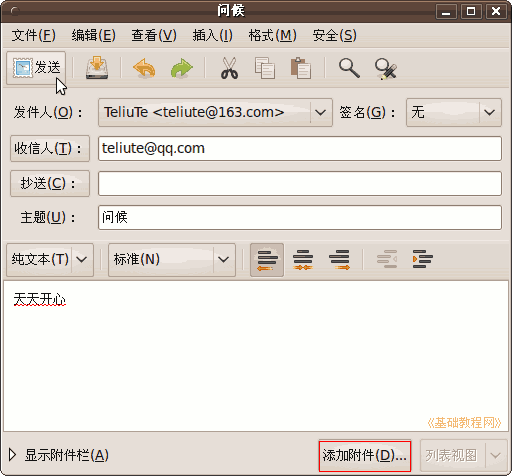 问候
文件(F) 编辑(E) 查看(V) 插入(I) 格式(M) 安全(S)
发送
发件人(O)： TeliuTe <teliute@163.com> 签名(G)： 无
收信人(T)： teliute@qq.com
抄送(C)：
主题(U)： 问候
纯文本(T) 标准(N)
天天开心
《基础教程网》
显示附件栏(A) 添加附件(D)... 列表视图